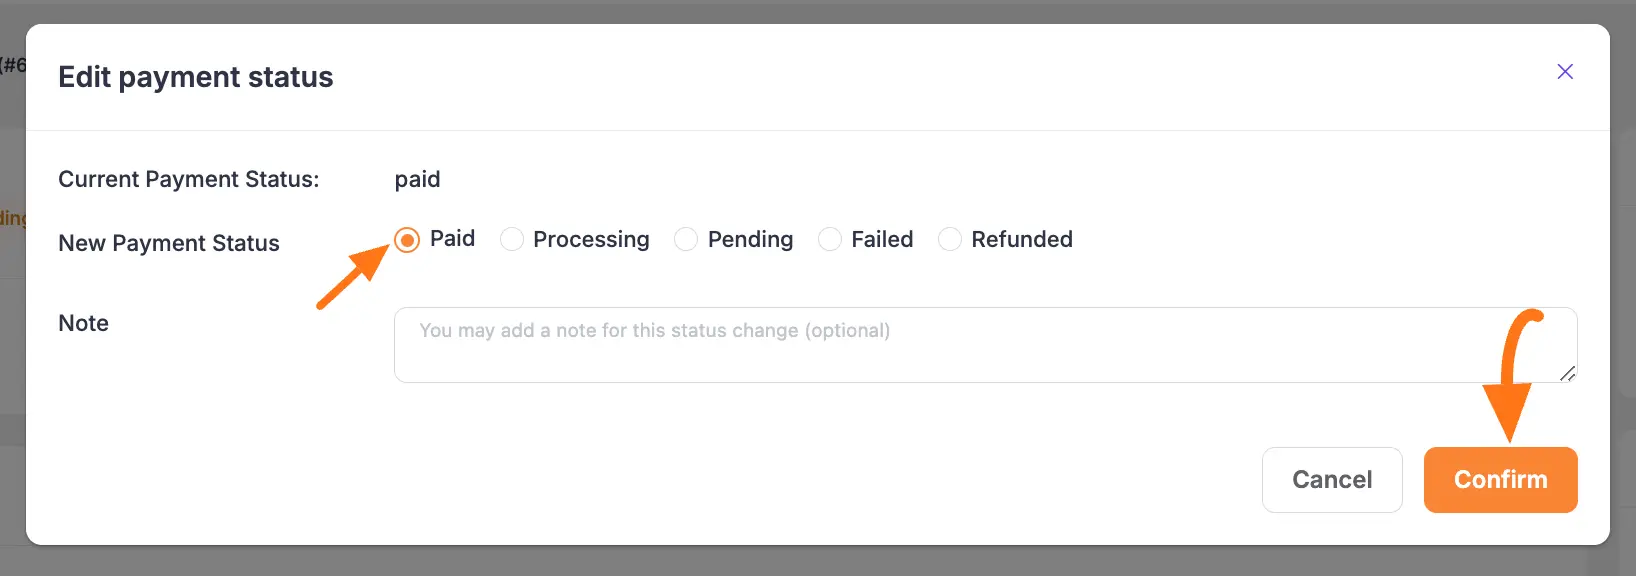 (#6
Edit payment status
Current Payment Status: paid
ding
New Payment Status Paid Processing Pending Failed Refunded
Note You may add a note for this status change (optional)
Cancel Confirm